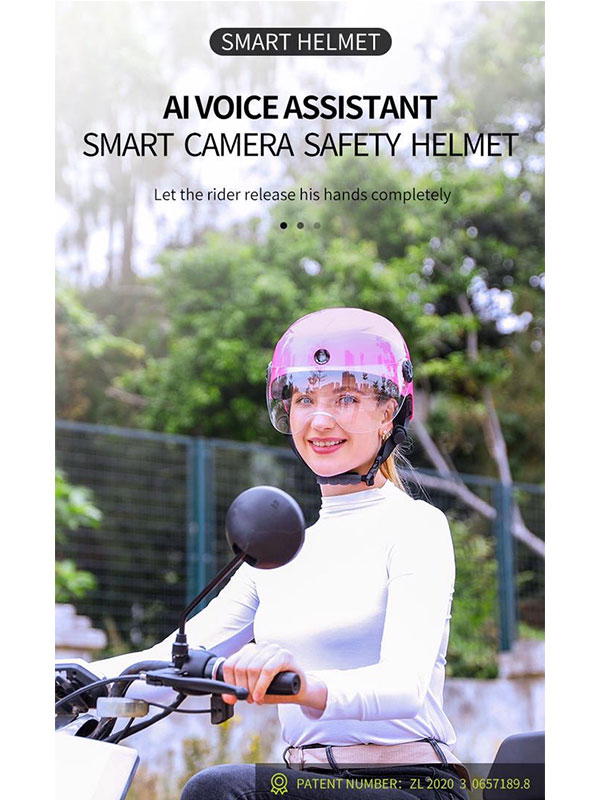 SMART HELMET
AI VOICE ASSISTANT
SMART CAMERA SAFETY HELMET
Let the rider release his hands completely
PATENT NUMBER: ZL 2020 3 0657189.8